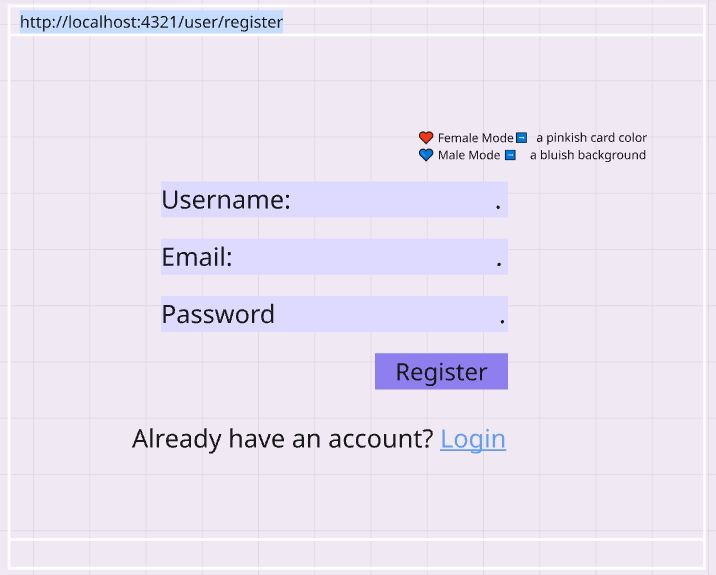 http://localhost:4321/user/register
❤️ Female Mode ➡️ a pinkish card color
💙 Male Mode ➡️ a bluish background
Username: .
Email: .
Password .
Register
Already have an account? Login